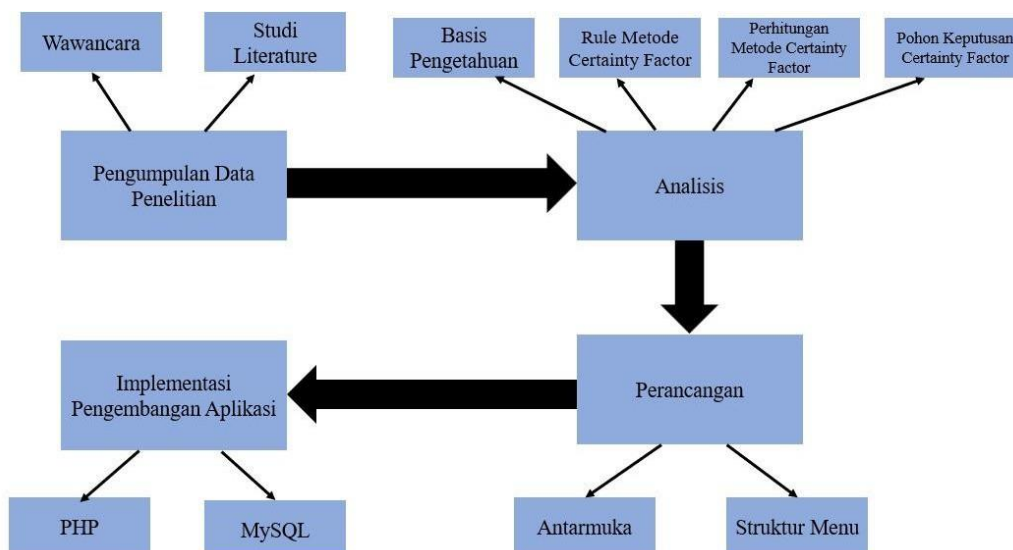 Wawancara
Studi
Literature
Basis
Pengetahuan
Rule Metode
Certainty Factor
Perhitungan
Metode Certainty
Factor
Pohon Keputusan
Certainty Factor
Pengumpulan Data
Penelitian
Analisis
Implementasi
Pengembangan Aplikasi
Perancangan
PHP
MySQL
Antarmuka
Struktur Menu